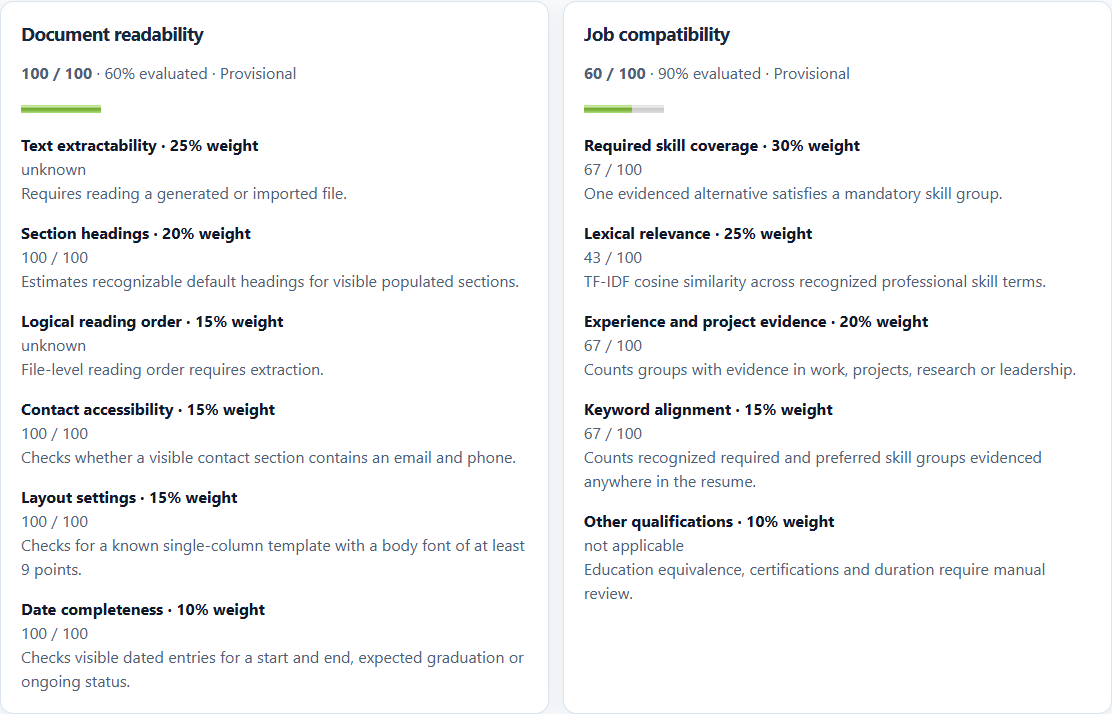 Document readability
100 / 100 · 60% evaluated · Provisional
Text extractability · 25% weight
unknown
Requires reading a generated or imported file.
Section headings · 20% weight
100 / 100
Estimates recognizable default headings for visible populated sections.
Logical reading order · 15% weight
unknown
File-level reading order requires extraction.
Contact accessibility · 15% weight
100 / 100
Checks whether a visible contact section contains an email and phone.
Layout settings · 15% weight
100 / 100
Checks for a known single-column template with a body font of at least
9 points.
Date completeness · 10% weight
100 / 100
Checks visible dated entries for a start and end, expected graduation or
ongoing status.
Job compatibility
60 / 100 · 90% evaluated · Provisional
Required skill coverage · 30% weight
67 / 100
One evidenced alternative satisfies a mandatory skill group.
Lexical relevance · 25% weight
43 / 100
TF-IDF cosine similarity across recognized professional skill terms.
Experience and project evidence · 20% weight
67 / 100
Counts groups with evidence in work, projects, research or leadership.
Keyword alignment · 15% weight
67 / 100
Counts recognized required and preferred skill groups evidenced
anywhere in the resume.
Other qualifications · 10% weight
not applicable
Education equivalence, certifications and duration require manual
review.